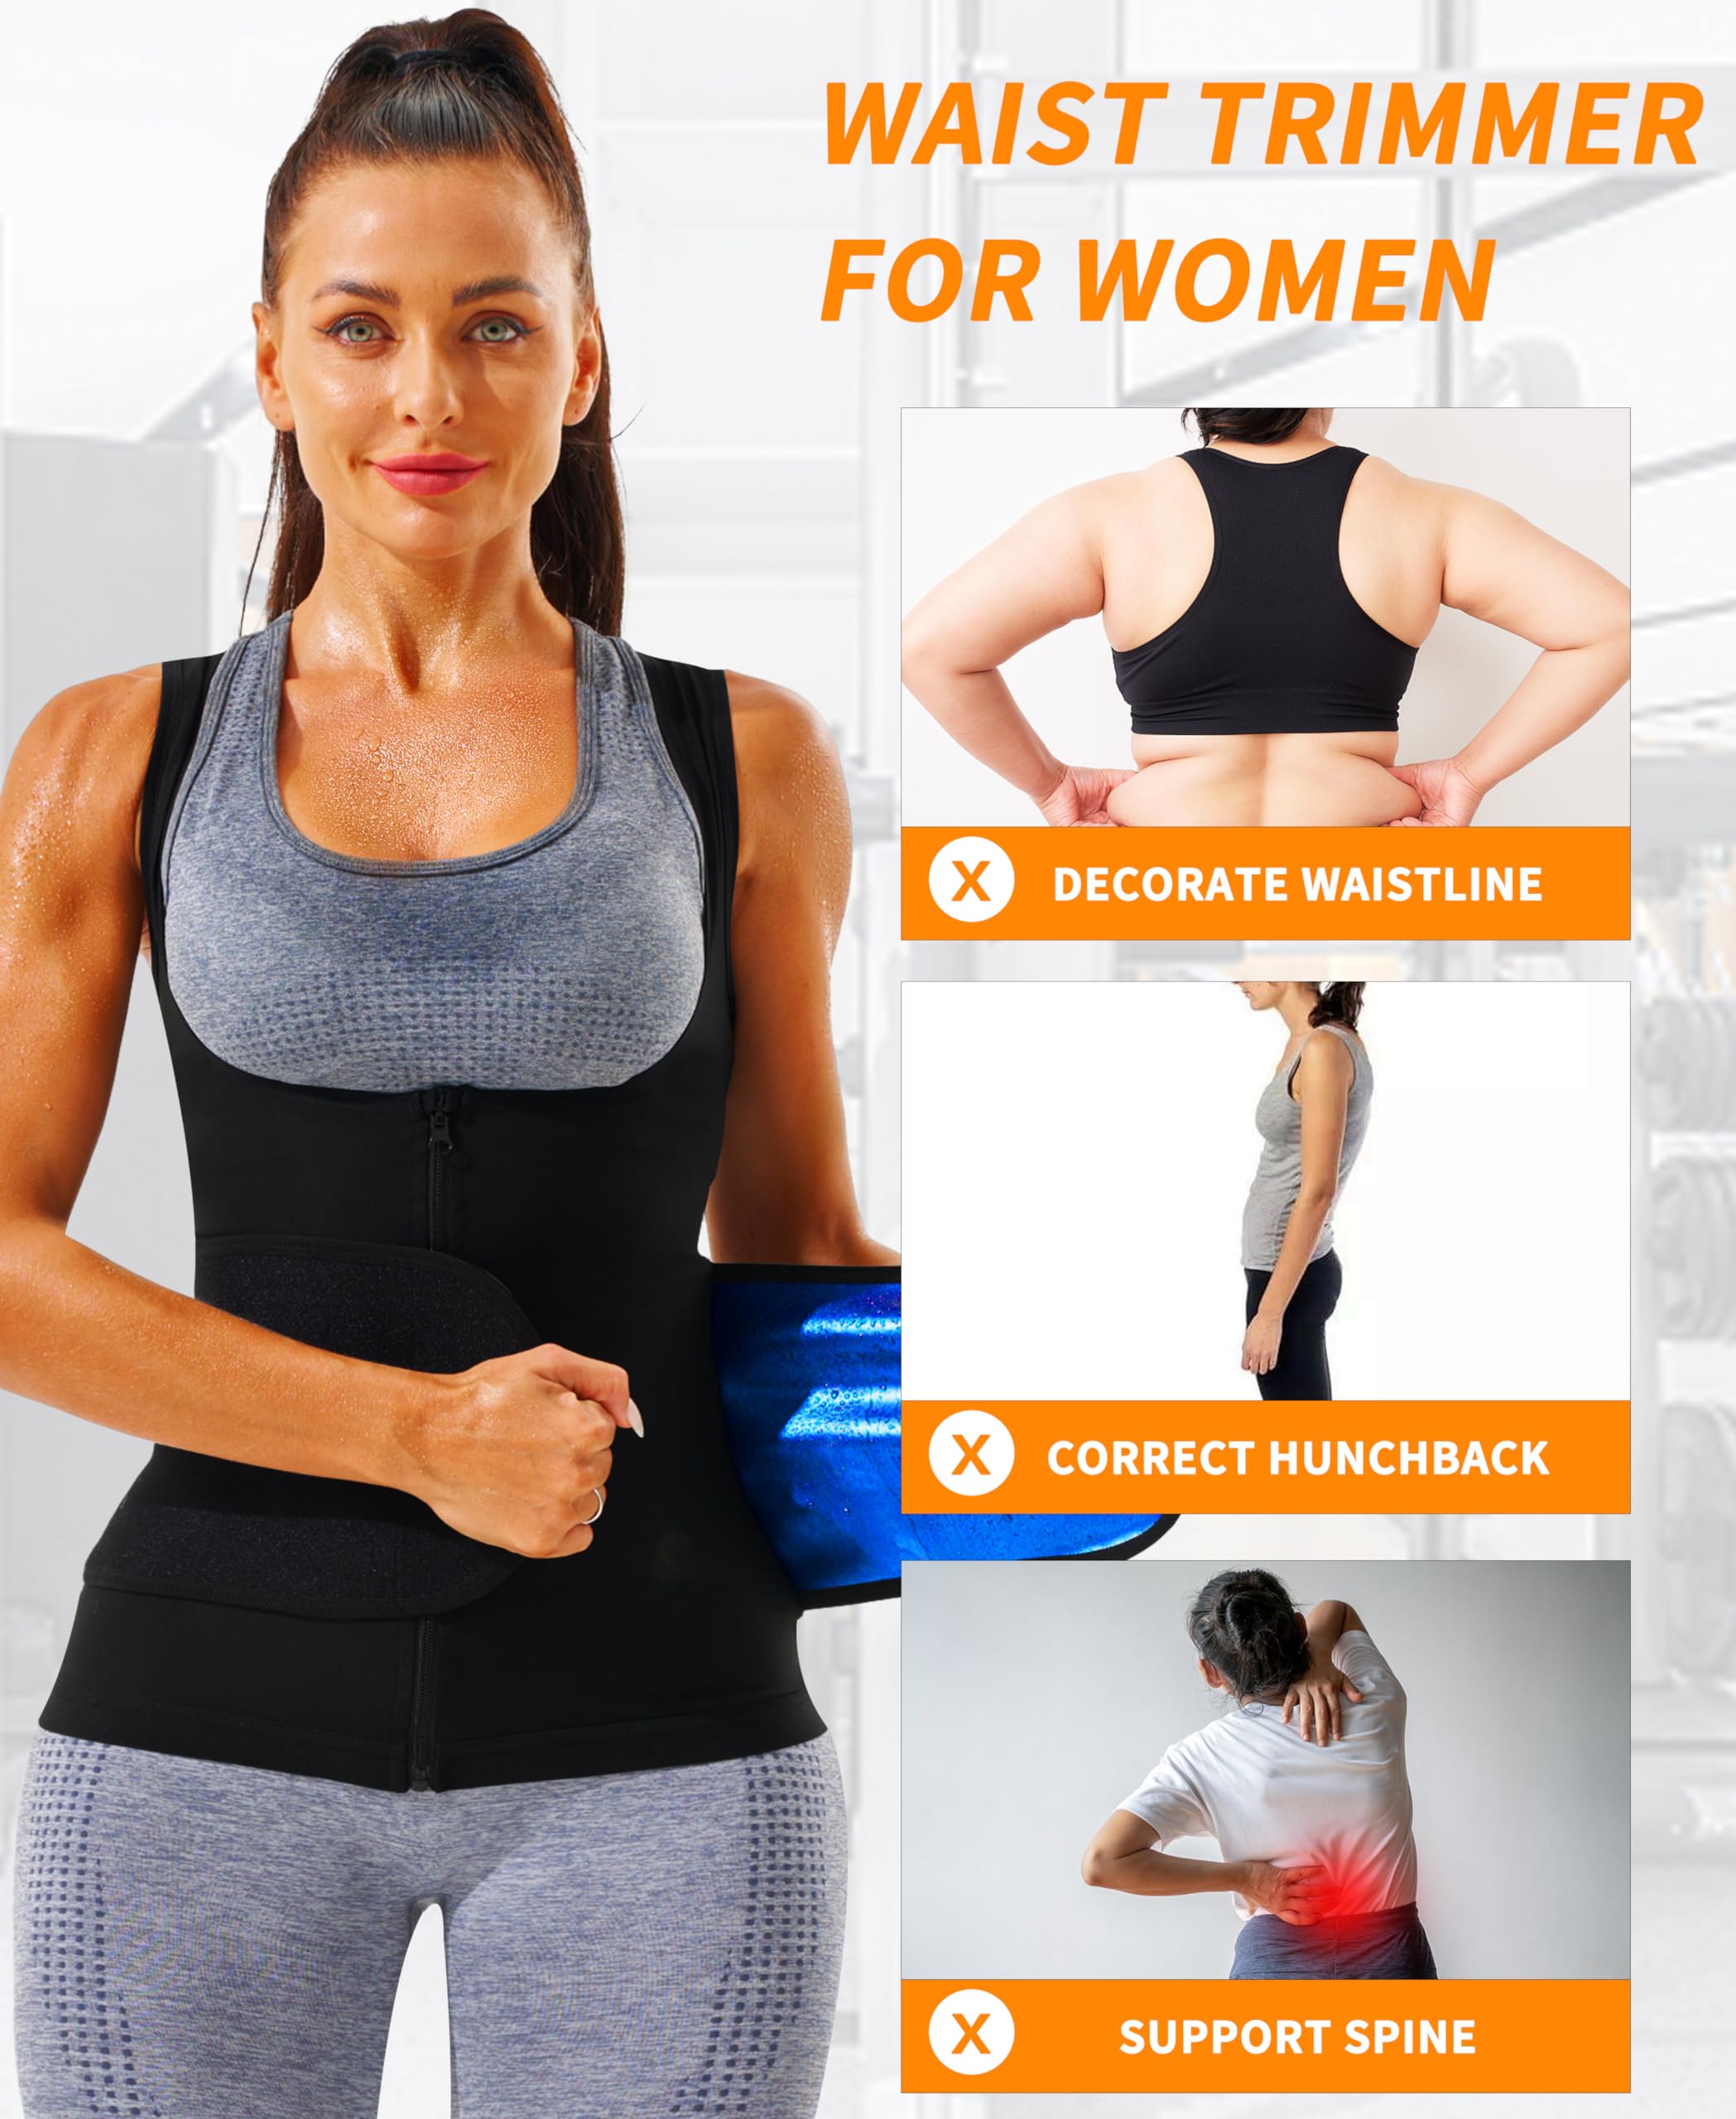 WAIST TRIMMER
FOR WOMEN
X DECORATE WAISTLINE
X CORRECT HUNCHBACK
X SUPPORT SPINE